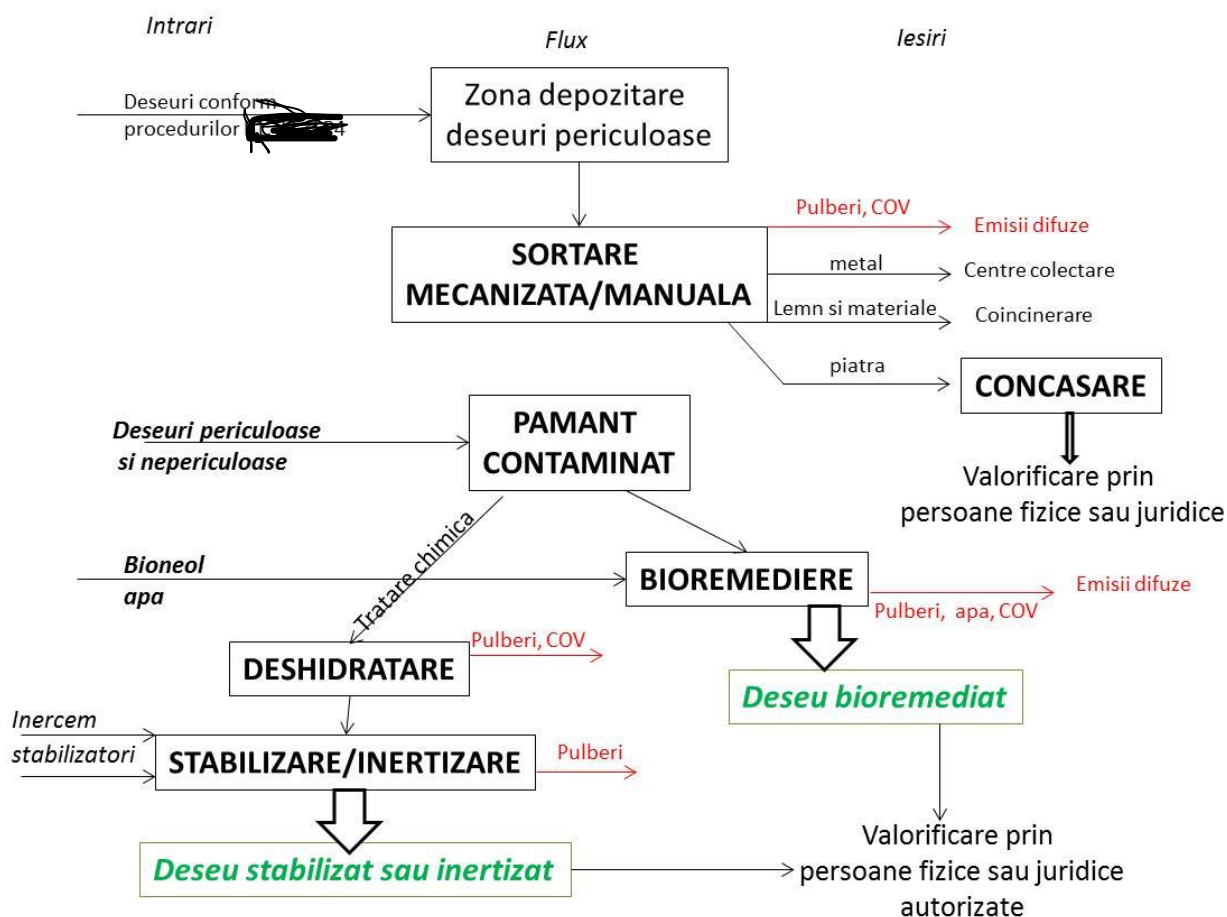 Intrari
Flux
Iesiri
Deseuri conform
procedurilor
Zona depozitare
deseuri periculoase
Pulberi, COV
Emisii difuze
SORTARE
MECANIZATA/MANUALA
metal
Centre colectare
Lemn si materiale
Coincinerare
piatra
CONCASARE
Valorificare prin
persoane fizice sau juridice
Deseuri periculoase
si nepericuloase
PAMANT
CONTAMINAT
Tratare chimica
Bioneol
apa
BIOREMEDIERE
Emisii difuze
Pulberi, apa, COV
DESHIDRATARE
Pulberi, COV
Deseu bioremediat
Inercem
stabilizatori
STABILIZARE/INERTIZARE
Pulberi
Deseu stabilizat sau inertizat
Valorificare prin
persoane fizice sau juridice
autorizate